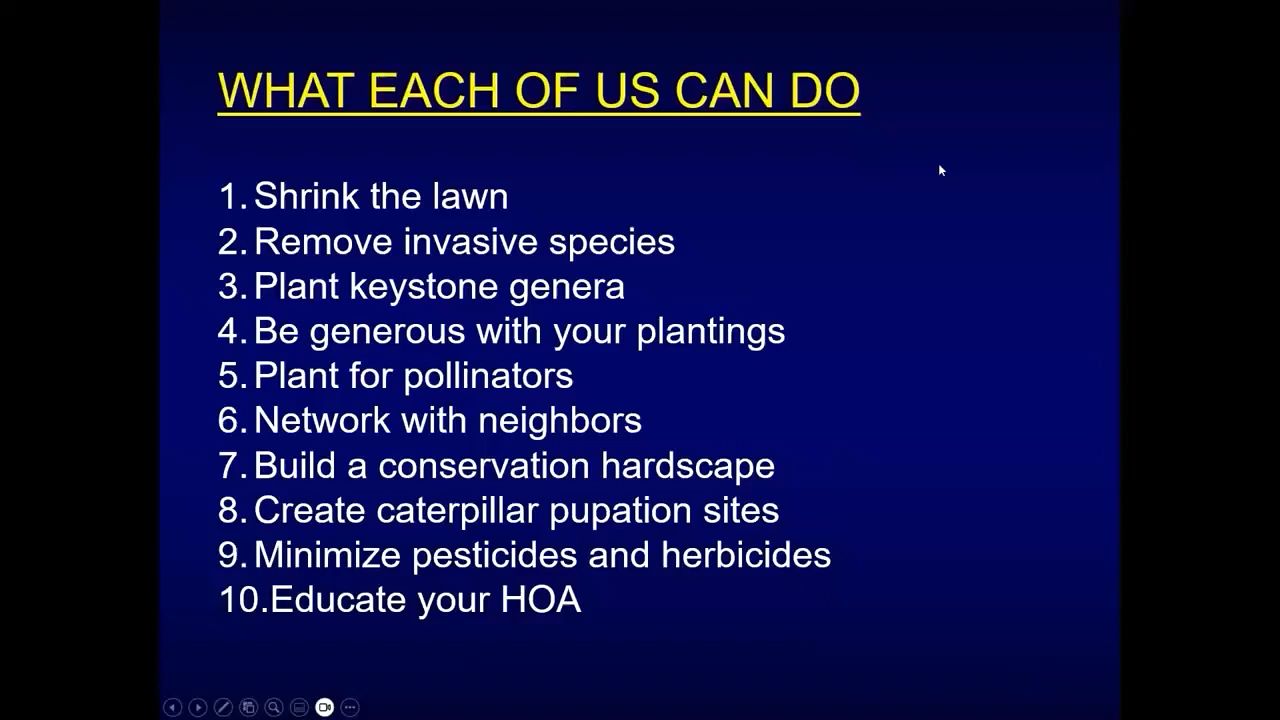 WHAT EACH OF US CAN DO
1. Shrink the lawn
2. Remove invasive species
3. Plant keystone genera
4. Be generous with your plantings
5. Plant for pollinators
6. Network with neighbors
7. Build a conservation hardscape
8. Create caterpillar pupation sites
9. Minimize pesticides and herbicides
10.Educate your HOA